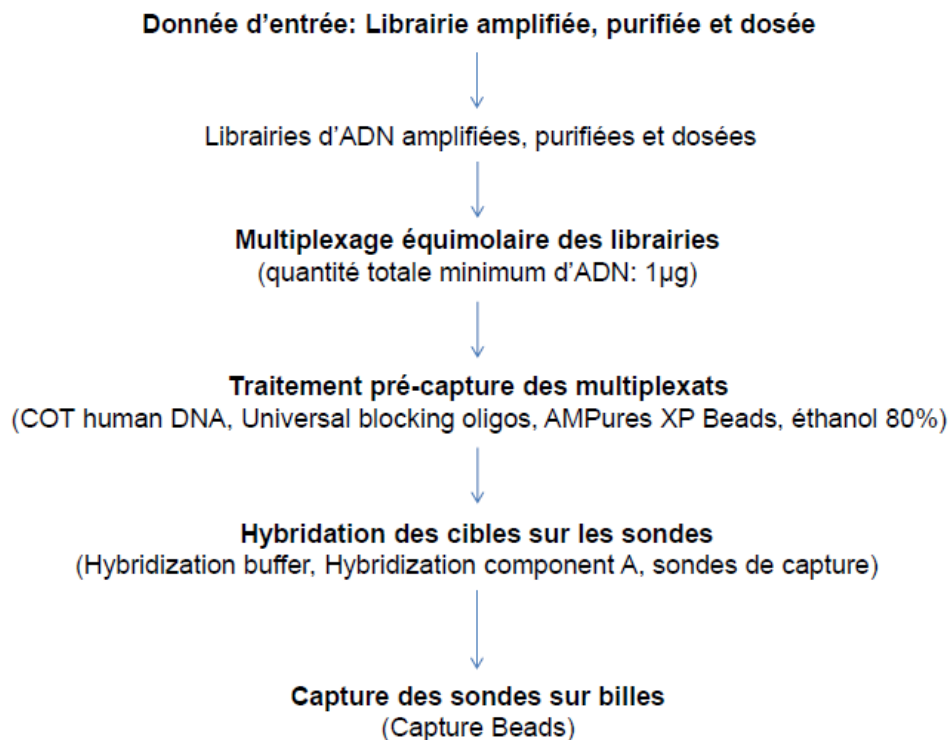 Donnée d’entrée: Librairie amplifiée, purifiée et dosée
Librairies d’ADN amplifiées, purifiées et dosées
Multiplexage équimolaire des librairies
(quantité totale minimum d’ADN: 1µg)
Traitement pré-capture des multiplexats
(COT human DNA, Universal blocking oligos, AMPures XP Beads, éthanol 80%)
Hybridation des cibles sur les sondes
(Hybridization buffer, Hybridization component A, sondes de capture)
Capture des sondes sur billes
(Capture Beads)